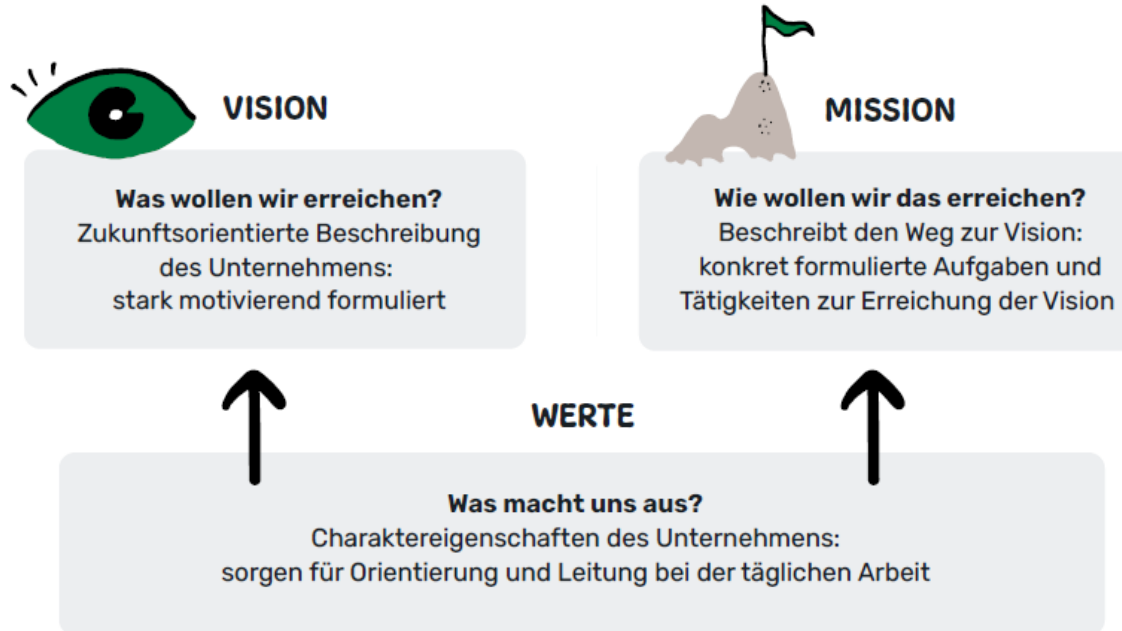 VISION
Was wollen wir erreichen?
Zukunftsorientierte Beschreibung
des Unternehmens:
stark motivierend formuliert
MISSION
Wie wollen wir das erreichen?
Beschreibt den Weg zur Vision:
konkret formulierte Aufgaben und
Tätigkeiten zur Erreichung der Vision
WERTE
Was macht uns aus?
Charaktereigenschaften des Unternehmens:
sorgen für Orientierung und Leitung bei der täglichen Arbeit